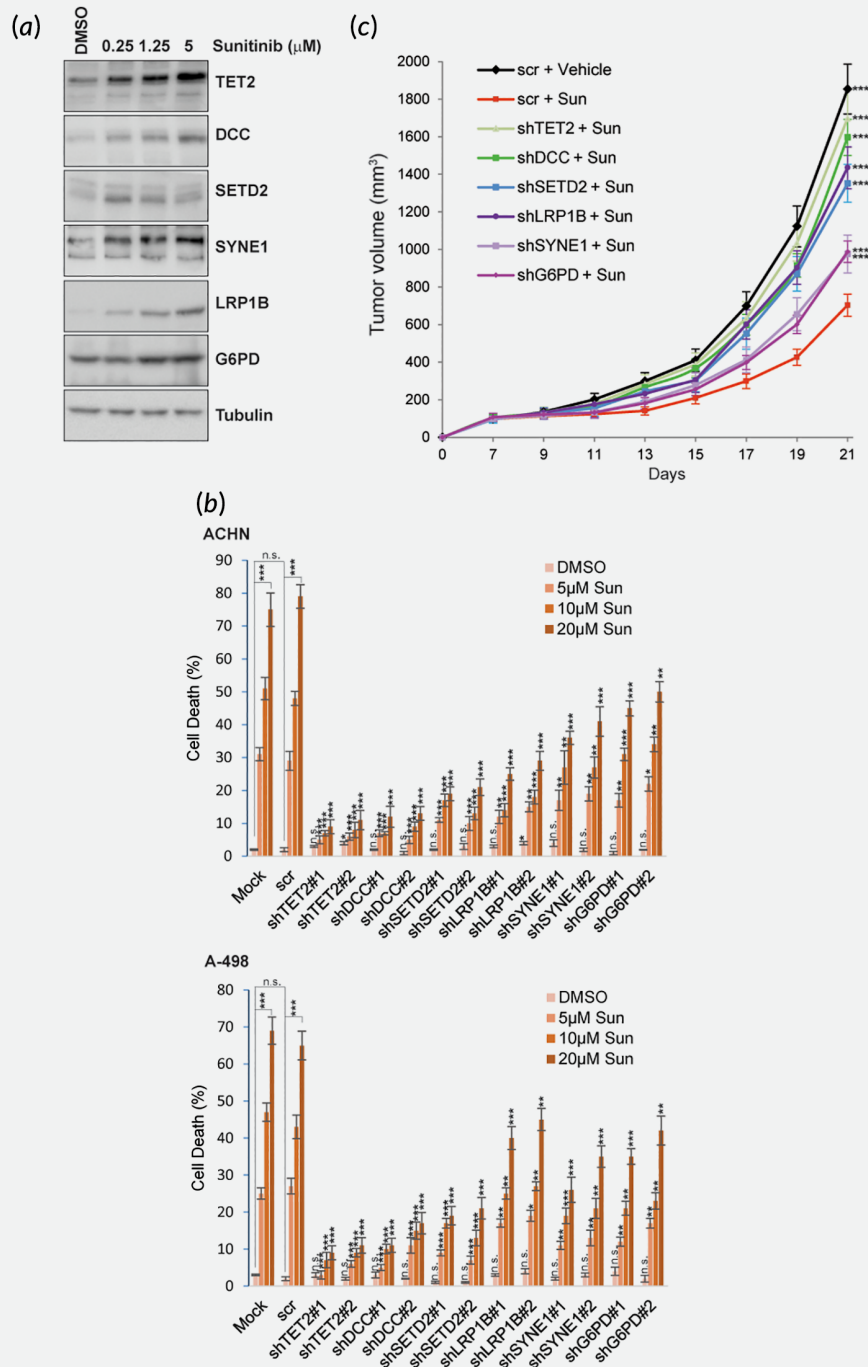 (a)
DMSO
0.25 1.25 5 Sunitinib (μM)
TET2
DCC
SETD2
SYNE1
LRP1B
G6PD
Tubulin
(c)
Tumor volume (mm³)
2000
1800
1600
1400
1200
1000
800
600
400
200
0
scr + Vehicle
scr + Sun
shTET2 + Sun
shDCC + Sun
shSETD2 + Sun
shLRP1B + Sun
shSYNE1 + Sun
shG6PD + Sun
***
***
***
***
***
***
***
0 7 9 11 13 15 17 19 21
Days
(b)
ACHN
Cell Death (%)
90
80
70
60
50
40
30
20
10
0
n.s.
*** ***
DMSO
5μM Sun
10μM Sun
20μM Sun
n.s. *** *** ***
* *** *** ***
n.s. *** *** ***
n.s. *** *** ***
n.s. *** *** ***
n.s. *** *** ***
n.s. *** *** ***
* ** *** ***
n.s. ** ** ***
n.s. ** ** ***
n.s. ** *** ***
n.s. * ** **
Mock scr shTET2#1 shTET2#2 shDCC#1 shDCC#2 shSETD2#1 shSETD2#2 shLRP1B#1 shLRP1B#2 shSYNE1#1 shSYNE1#2 shG6PD#1 shG6PD#2
A-498
Cell Death (%)
80
70
60
50
40
30
20
10
0
n.s.
*** ***
DMSO
5μM Sun
10μM Sun
20μM Sun
n.s. *** *** ***
n.s. *** *** ***
n.s. *** *** ***
n.s. *** *** ***
n.s. *** *** ***
n.s. *** *** ***
n.s. ** ** ***
n.s. * ** **
n.s. *** *** ***
n.s. ** ** ***
n.s. ** ** ***
n.s. ** ** **
Mock scr shTET2#1 shTET2#2 shDCC#1 shDCC#2 shSETD2#1 shSETD2#2 shLRP1B#1 shLRP1B#2 shSYNE1#1 shSYNE1#2 shG6PD#1 shG6PD#2